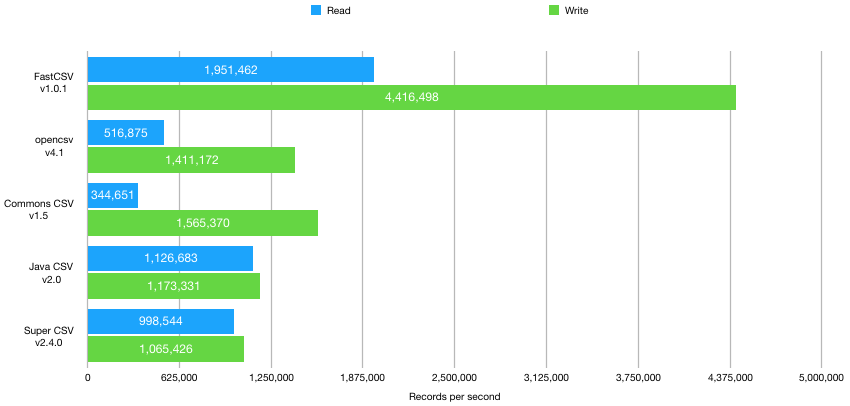 Read
Write
FastCSV
v1.0.1
1,951,462
4,416,498
opencsv
v4.1
516,875
1,411,172
Commons CSV
v1.5
344,651
1,565,370
Java CSV
v2.0
1,126,683
1,173,331
Super CSV
v2.4.0
998,544
1,065,426
0
625,000
1,250,000
1,875,000
2,500,000
3,125,000
3,750,000
4,375,000
5,000,000
Records per second